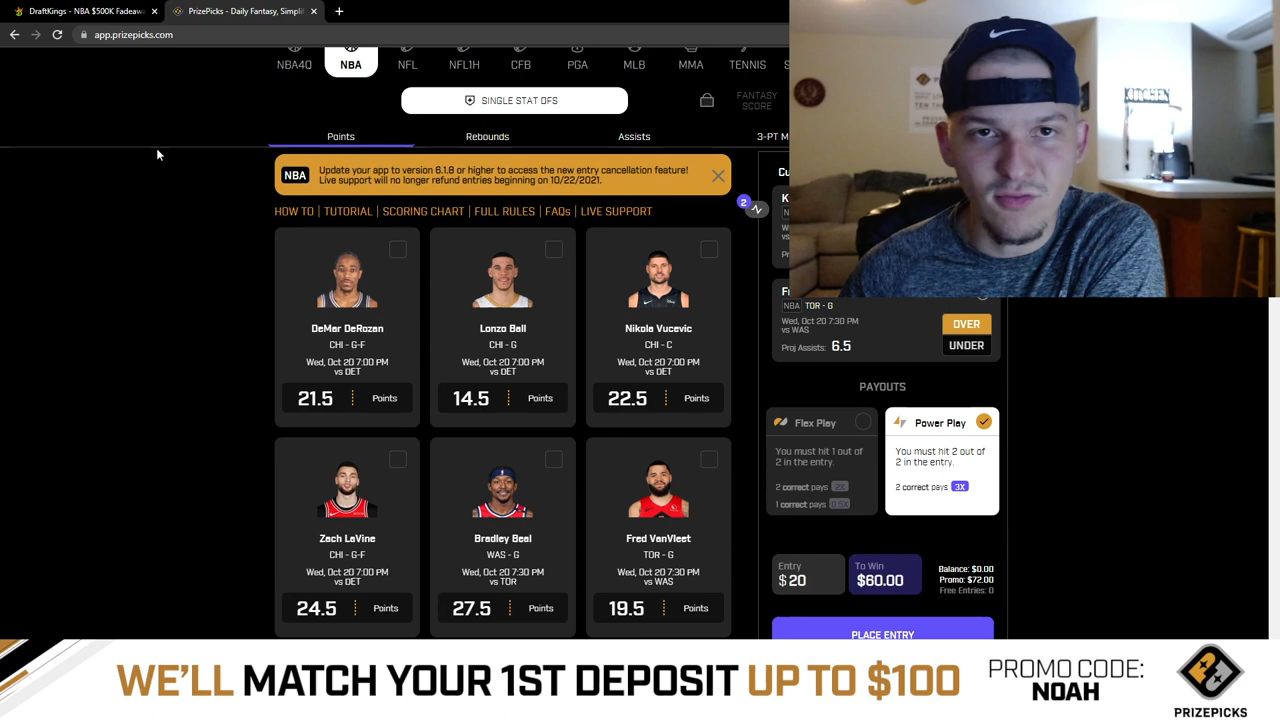 DraftKings - NBA $500K Fadeaw
PrizePicks - Daily Fantasy, Simplifi
app.prizepicks.com
NBA4Q NBA NFL NFL1H CFB PGA MLB MMA TENNIS S
SINGLE STAT DFS
FANTASY
SCORE
Points Rebounds Assists 3-PT M
NBA
Update your app to version 6.1.8 or higher to access the new entry cancellation feature!
Live support will no longer refund entries beginning on 10/22/2021.
HOW TO | TUTORIAL | SCORING CHART | FULL RULES | FAQs | LIVE SUPPORT
2
DeMar DeRozan
CHI - G-F
Wed, Oct 20 7:00 PM
vs DET
21.5 Points
Lonzo Ball
CHI - G
Wed, Oct 20 7:00 PM
vs DET
14.5 Points
Nikola Vucevic
CHI - C
Wed, Oct 20 7:00 PM
vs DET
22.5 Points
Zach LaVine
CHI - G-F
Wed, Oct 20 7:00 PM
vs DET
24.5 Points
Bradley Beal
WAS - G
Wed, Oct 20 7:30 PM
vs TOR
27.5 Points
Fred VanVleet
TOR - G
Wed, Oct 20 7:30 PM
vs WAS
19.5 Points
KITCHEN
NBA TOR - G
Wed, Oct 20 7:30 PM
vs WAS
Proj Assists: 6.5
OVER
UNDER
PAYOUTS
Flex Play
You must hit 1 out of
2 in the entry.
2 correct pays 2X
1 correct pays 0.5X
Power Play
You must hit 2 out of
2 in the entry.
2 correct pays 3X
Entry
$20
To Win
$60.00
Balance: $0.00
Promo: $72.00
Free Entries: 0
PLACE ENTRY
WE'LL MATCH YOUR 1ST DEPOSIT UP TO $100
PROMO CODE:
NOAH
PRIZEPICKS